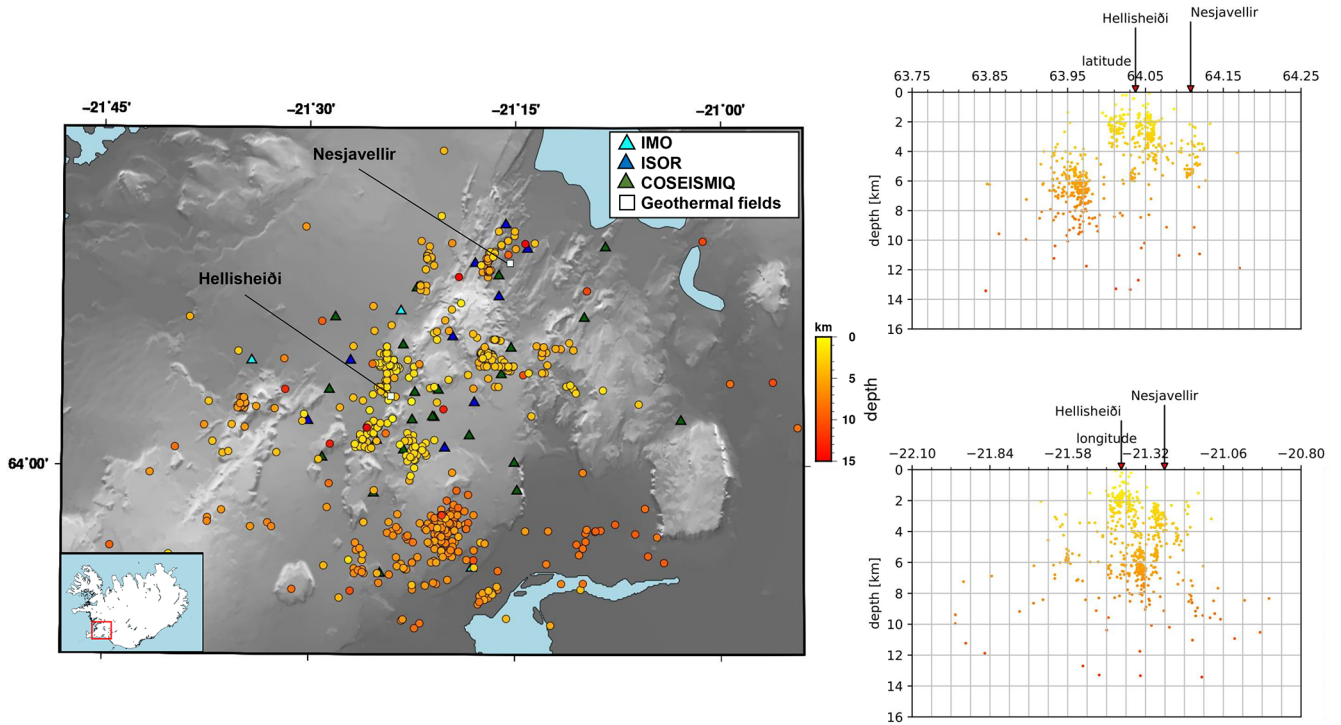 −21˚45'
−21˚30'
−21˚15'
−21˚00'
64˚00'
Nesjavellir
Hellisheiði
IMO
ISOR
COSEISMIQ
Geothermal fields
km
0
5
10
15
depth
Hellisheiði
Nesjavellir
latitude
63.75
63.85
63.95
64.05
64.15
64.25
0
2
4
6
8
10
12
14
16
depth [km]
Nesjavellir
Hellisheiði
longitude
−22.10
−21.84
−21.58
−21.32
−21.06
−20.80
0
2
4
6
8
10
12
14
16
depth [km]